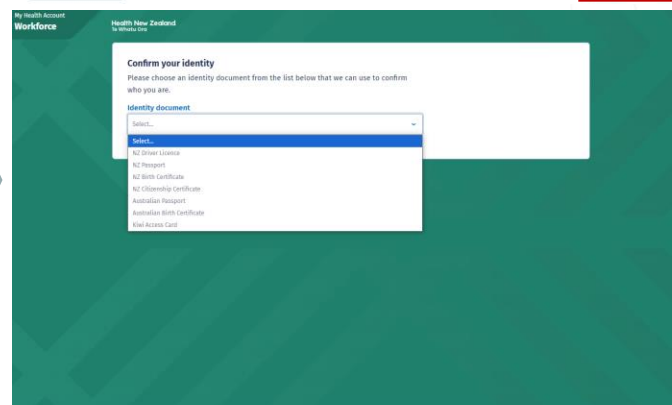 My Health Account
Workforce
Health New Zealand
Te Whatu Ora
Confirm your identity
Please choose an identity document from the list below that we can use to confirm
who you are.
Identity document
Select...
Select...
NZ Driver Licence
NZ Passport
NZ Birth Certificate
NZ Citizenship Certificate
Australian Passport
Australian Birth Certificate
Kiwi Access Card